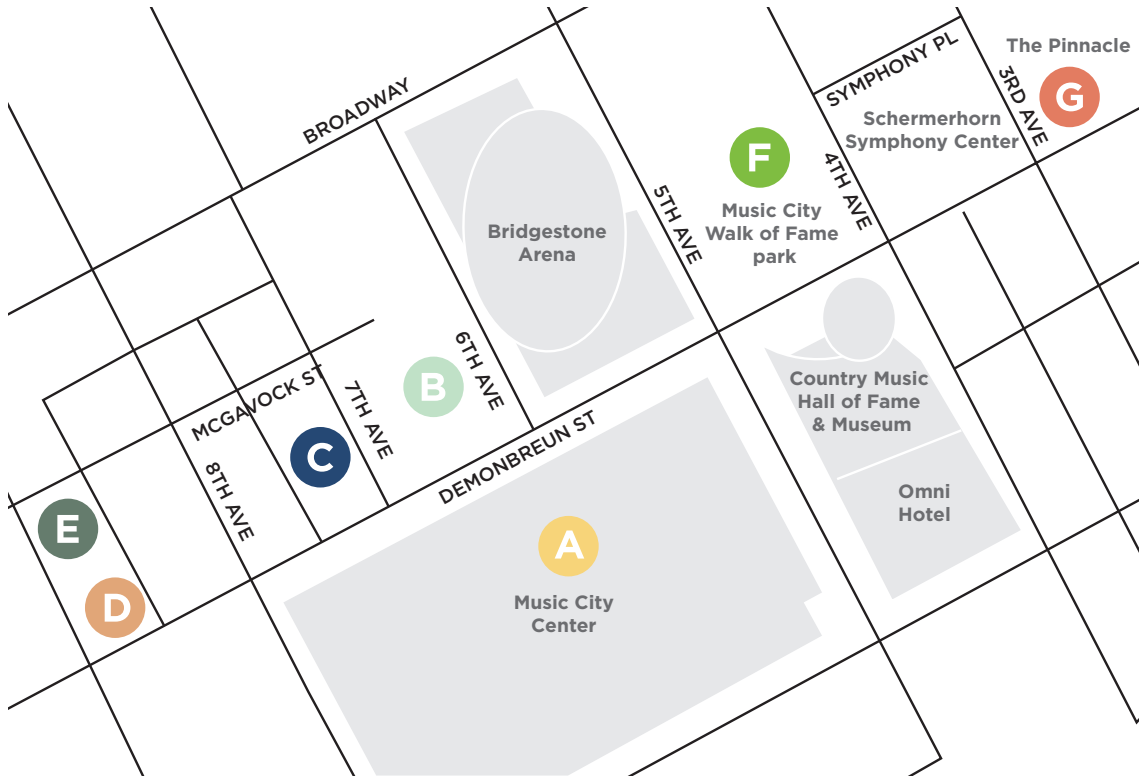 The Pinnacle
G
SYMPHONY PL
3RD AVE
Schermerhorn
Symphony Center
BROADWAY
F
4TH AVE
Music City
Walk of Fame
park
5TH AVE
Bridgestone
Arena
6TH AVE
B
MCGAVOCK ST
7TH AVE
Country Music
Hall of Fame
& Museum
C
8TH AVE
DEMONBREUN ST
Omni
Hotel
E
A
D
Music City
Center